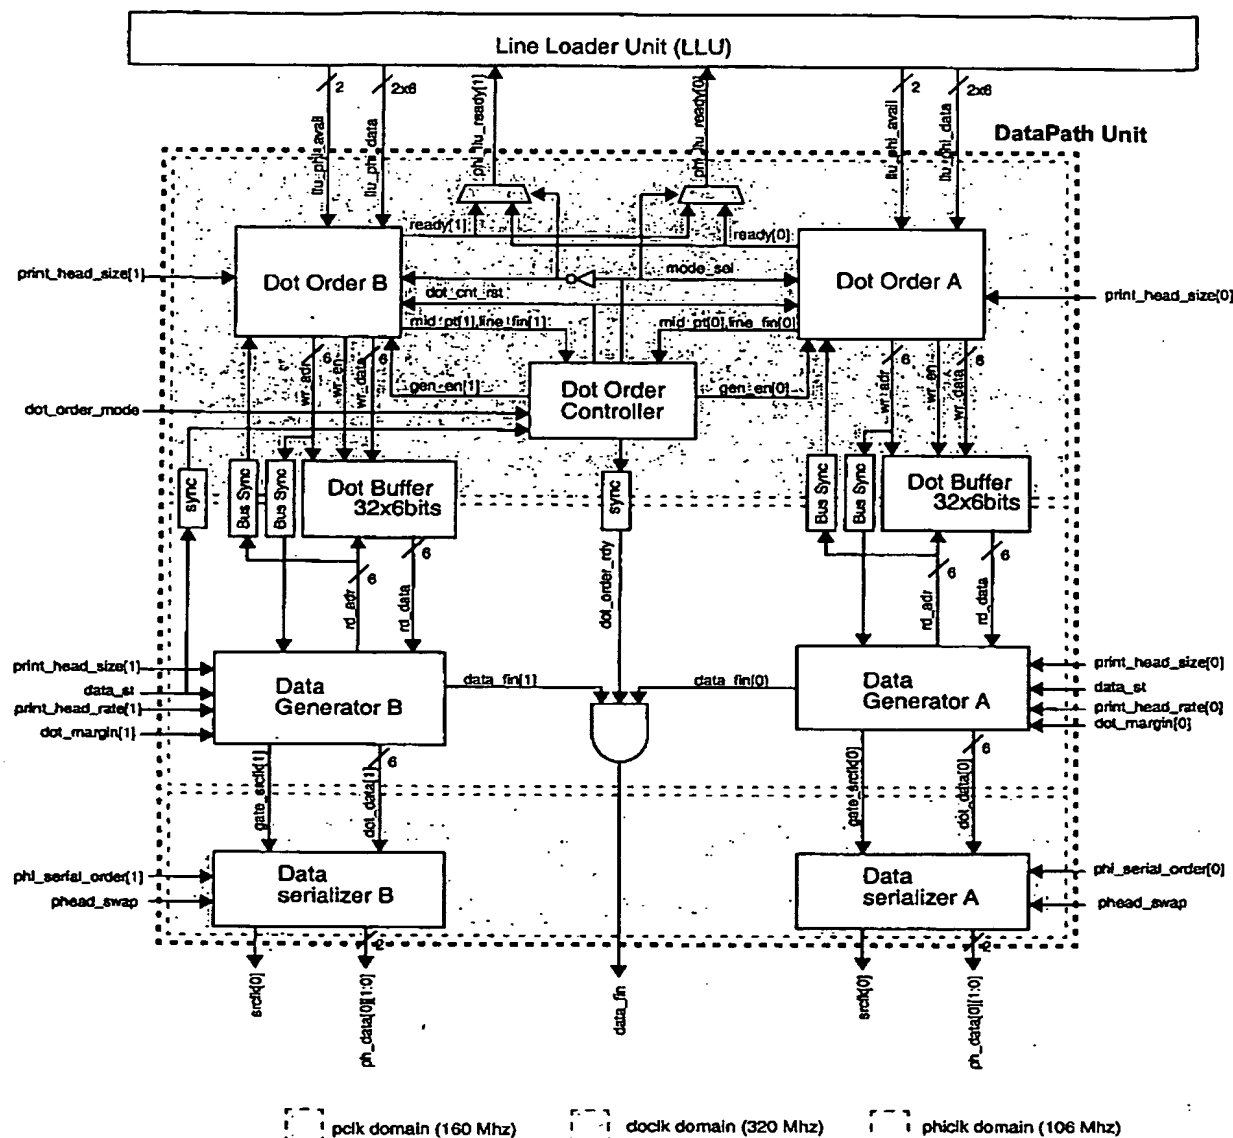 Line Loader Unit (LLU)
2
2x6
2
2x6
llu_phi_avail
llu_phi_data
phi_llu_ready[1]
phi_llu_ready[0]
llu_phi_avail
llu_phi_data
DataPath Unit
ready[1]
ready[0]
print_head_size[1]
Dot Order B
mode_sel
Dot Order A
print_head_size[0]
dot_cnt_rst
mid_pt[1],line_fin[1]
mid_pt[0],line_fin[0]
6
6
6
6
wr_adr
wr_en
wr_data
gen_en[1]
Dot Order
Controller
gen_en[0]
wr_adr
wr_en
wr_data
dot_order_mode
sync
Bus Sync
Bus Sync
Dot Buffer
32x6bits
sync
Bus Sync
Bus Sync
Dot Buffer
32x6bits
6
6
6
6
rd_adr
rd_data
dot_order_rdy
rd_adr
rd_data
print_head_size[1]
data_st
print_head_rate[1]
dot_margin[1]
Data
Generator B
data_fin[1]
data_fin[0]
Data
Generator A
print_head_size[0]
data_st
print_head_rate[0]
dot_margin[0]
gate_srclk[1]
6
dot_data[1]
gate_srclk[0]
6
dot_data[0]
phi_serial_order[1]
phead_swap
Data
serializer B
Data
serializer A
phi_serial_order[0]
phead_swap
2
2
srclk[0]
ph_data[0][1:0]
data_fin
srclk[0]
ph_data[0][1:0]
pclk domain (160 Mhz)
doclk domain (320 Mhz)
phiclk domain (106 Mhz)